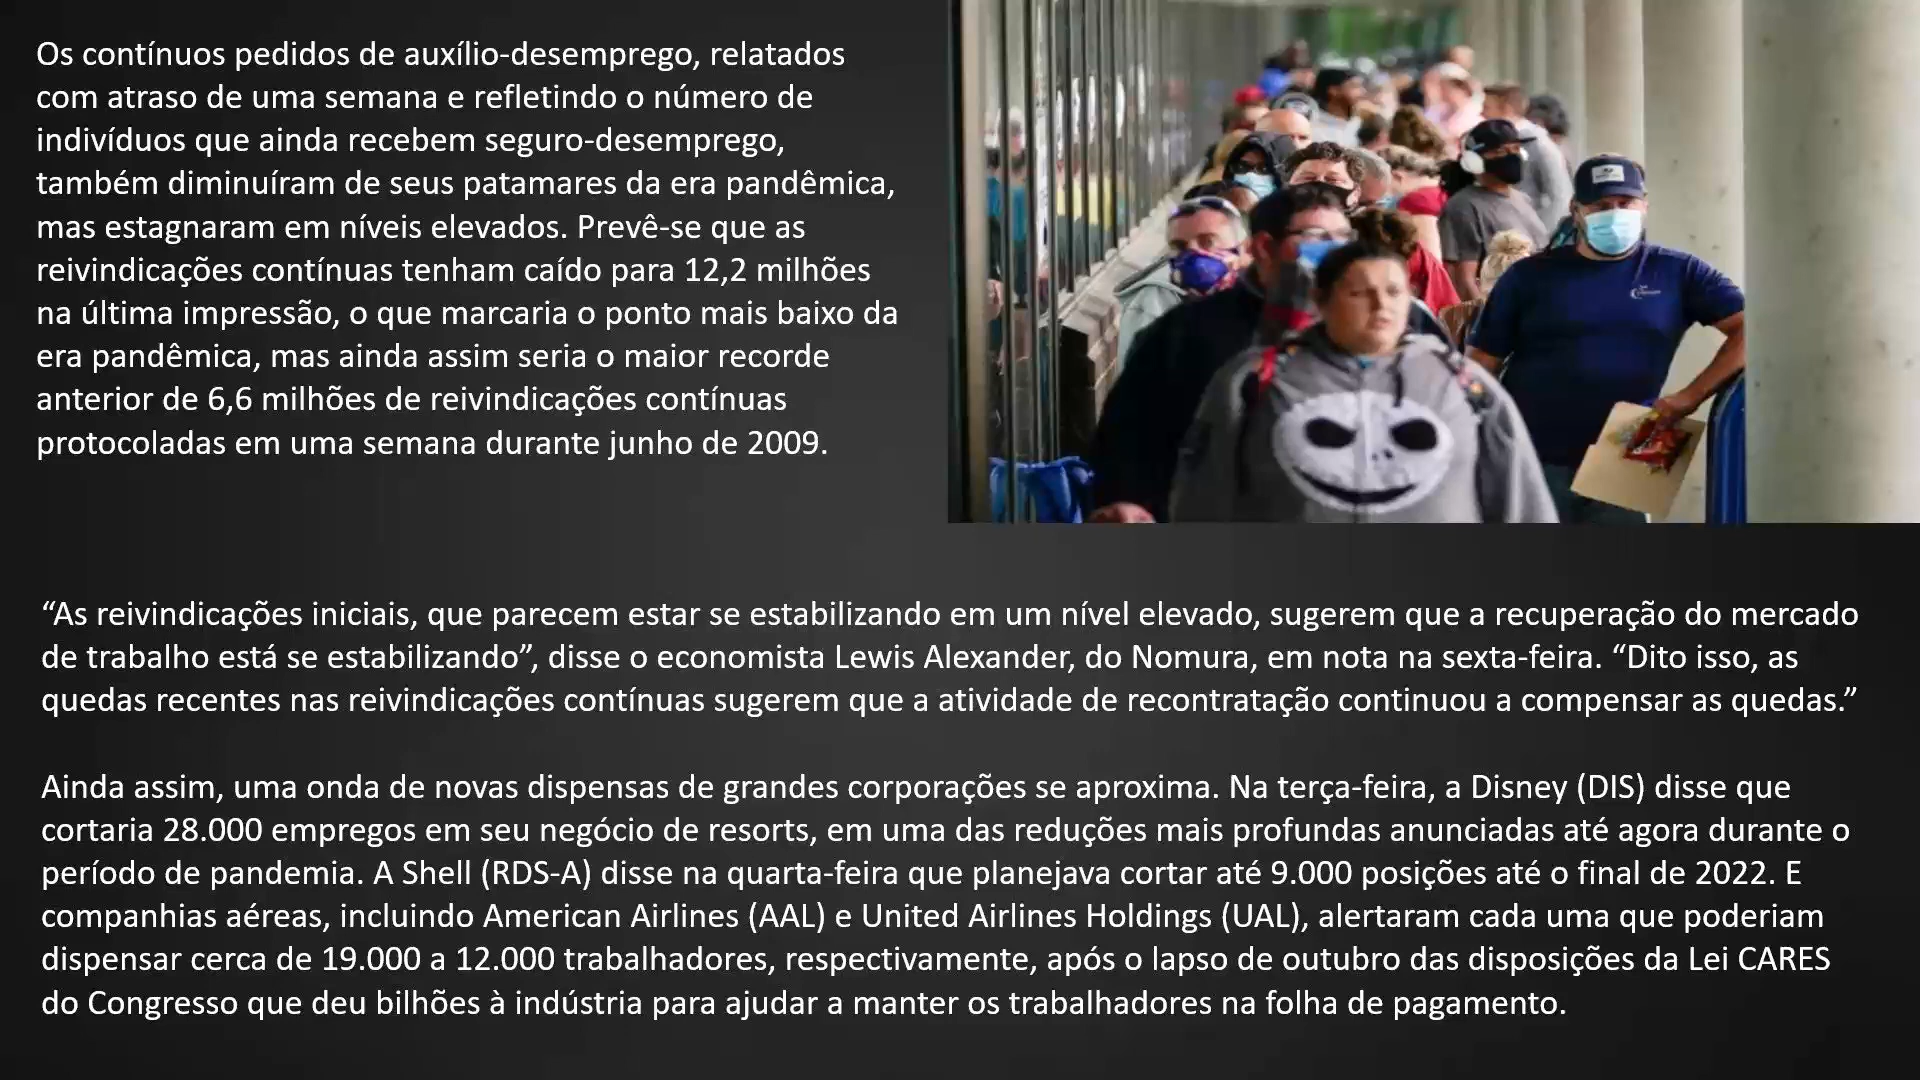 Os contínuos pedidos de auxílio-desemprego, relatados
com atraso de uma semana e refletindo o número de
indivíduos que ainda recebem seguro-desemprego,
também diminuíram de seus patamares da era pandêmica,
mas estagnaram em níveis elevados. Prevê-se que as
reivindicações contínuas tenham caído para 12,2 milhões
na última impressão, o que marcaria o ponto mais baixo da
era pandêmica, mas ainda assim seria o maior recorde
anterior de 6,6 milhões de reivindicações contínuas
protocoladas em uma semana durante junho de 2009.
“As reivindicações iniciais, que parecem estar se estabilizando em um nível elevado, sugerem que a recuperação do mercado
de trabalho está se estabilizando”, disse o economista Lewis Alexander, do Nomura, em nota na sexta-feira. “Dito isso, as
quedas recentes nas reivindicações contínuas sugerem que a atividade de recontratação continuou a compensar as quedas.”
Ainda assim, uma onda de novas dispensas de grandes corporações se aproxima. Na terça-feira, a Disney (DIS) disse que
cortaria 28.000 empregos em seu negócio de resorts, em uma das reduções mais profundas anunciadas até agora durante o
período de pandemia. A Shell (RDS-A) disse na quarta-feira que planejava cortar até 9.000 posições até o final de 2022. E
companhias aéreas, incluindo American Airlines (AAL) e United Airlines Holdings (UAL), alertaram cada uma que poderiam
dispensar cerca de 19.000 a 12.000 trabalhadores, respectivamente, após o lapso de outubro das disposições da Lei CARES
do Congresso que deu bilhões à indústria para ajudar a manter os trabalhadores na folha de pagamento.